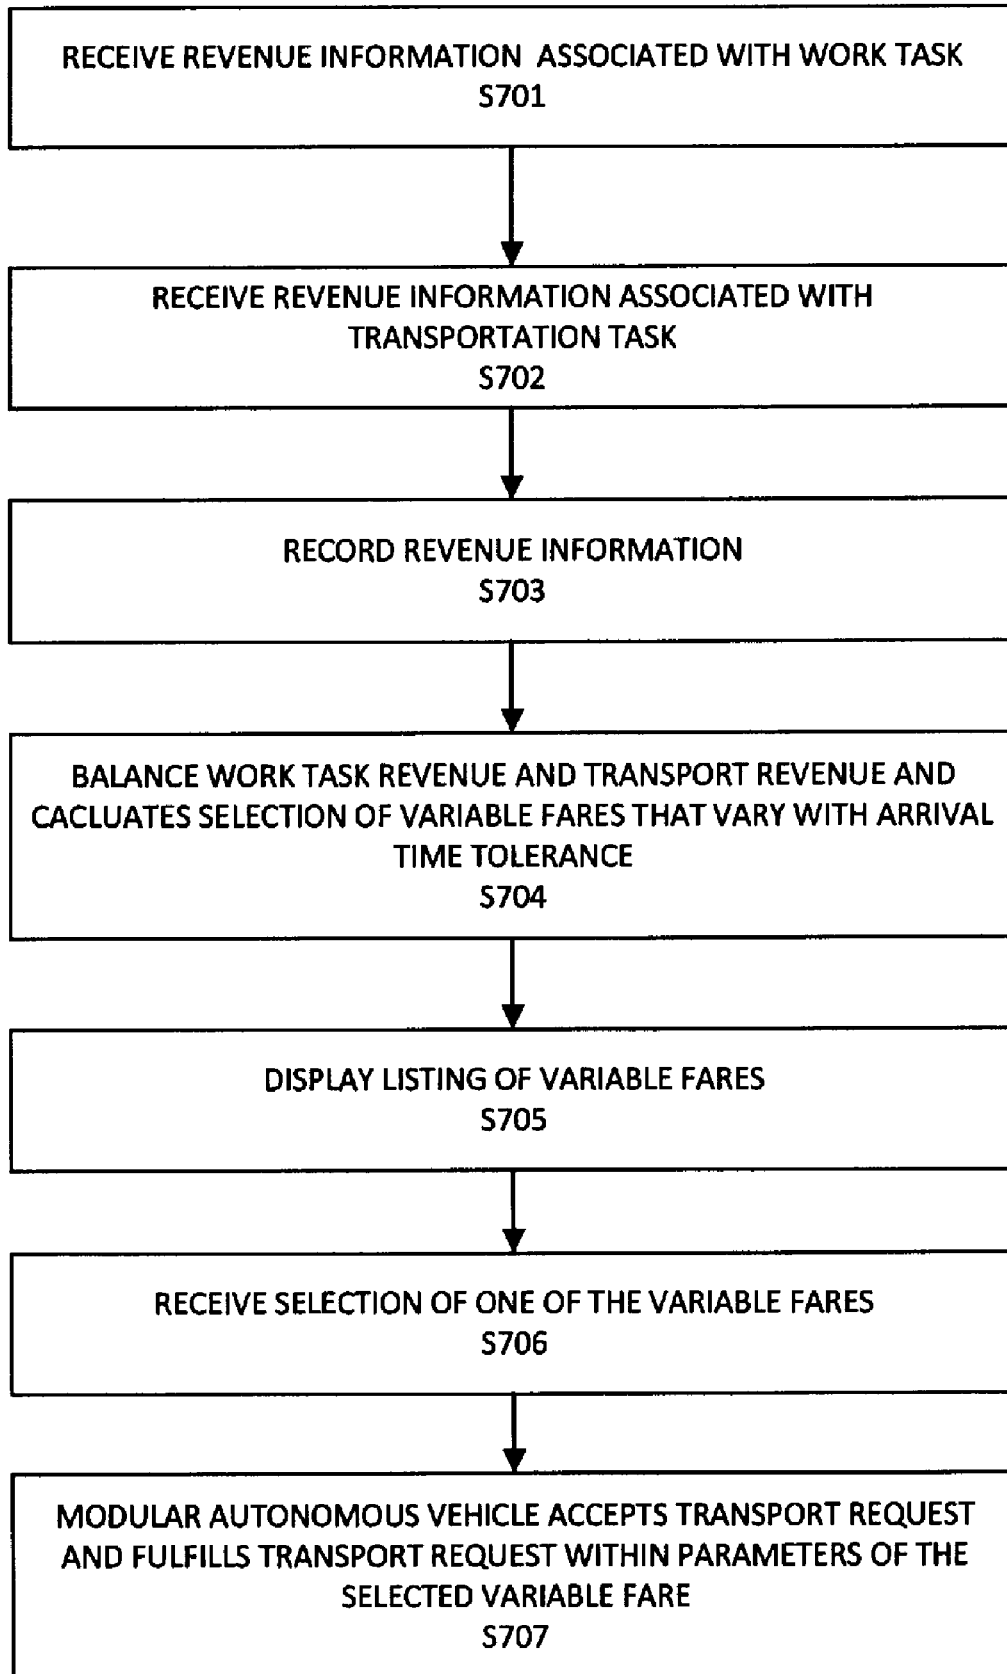 RECEIVE REVENUE INFORMATION ASSOCIATED WITH WORK TASK
S701
RECEIVE REVENUE INFORMATION ASSOCIATED WITH
TRANSPORTATION TASK
S702
RECORD REVENUE INFORMATION
S703
BALANCE WORK TASK REVENUE AND TRANSPORT REVENUE AND
CACLUATES SELECTION OF VARIABLE FARES THAT VARY WITH ARRIVAL
TIME TOLERANCE
S704
DISPLAY LISTING OF VARIABLE FARES
S705
RECEIVE SELECTION OF ONE OF THE VARIABLE FARES
S706
MODULAR AUTONOMOUS VEHICLE ACCEPTS TRANSPORT REQUEST
AND FULFILLS TRANSPORT REQUEST WITHIN PARAMETERS OF THE
SELECTED VARIABLE FARE
S707